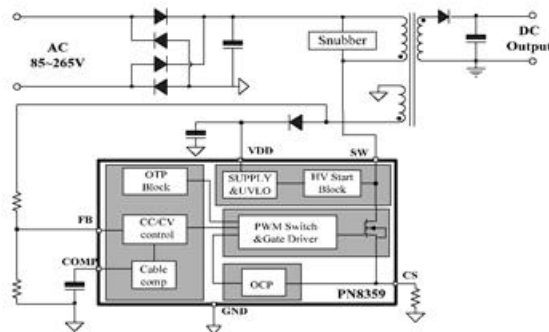 AC
85~265V
Snubber
DC
Output
VDD
SW
OTP
Block
SUPPLY
&UVLO
HV Start
Block
FB
CC/CV
control
PWM Switch
&Gate Driver
COMP
Cable
comp
OCP
CS
PN8359
GND